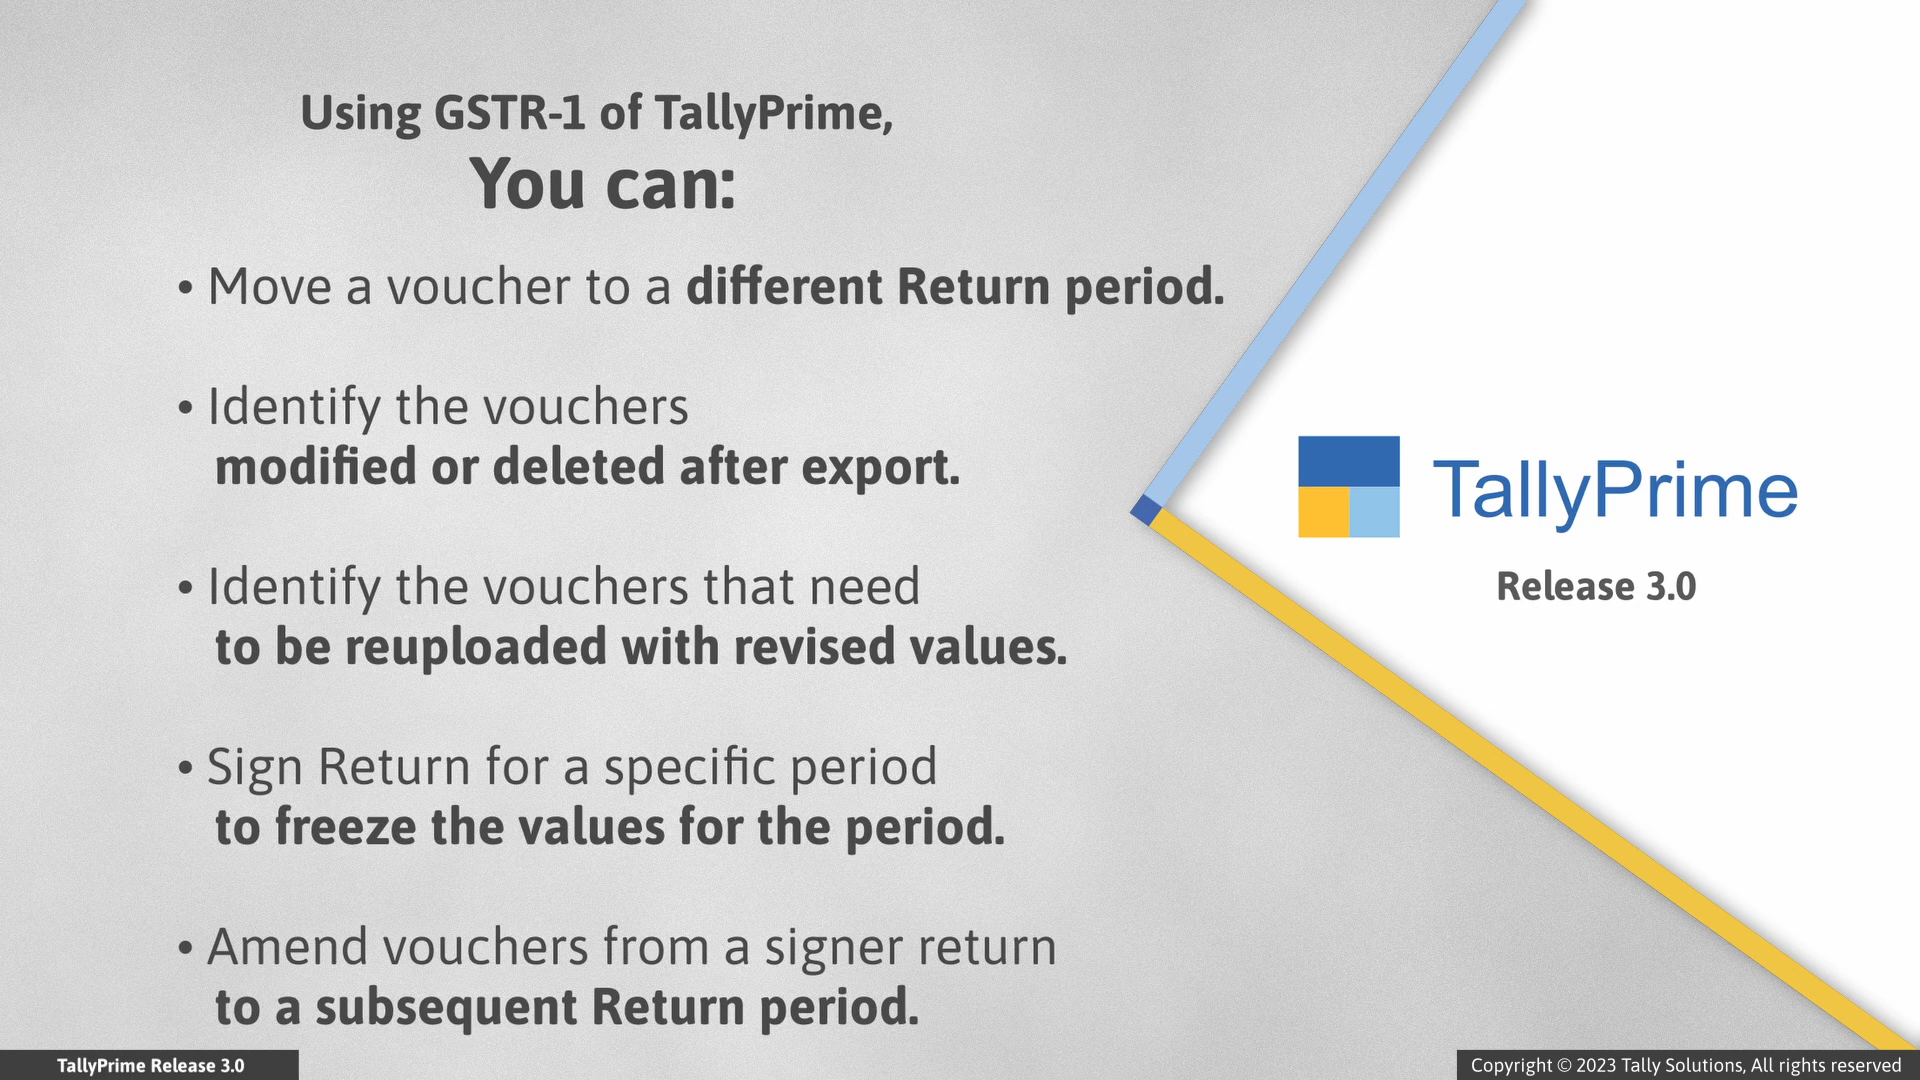 Using GSTR-1 of TallyPrime,
You can:
• Move a voucher to a different Return period.
• Identify the vouchers
modified or deleted after export.
• Identify the vouchers that need
to be reuploaded with revised values.
• Sign Return for a specific period
to freeze the values for the period.
• Amend vouchers from a signer return
to a subsequent Return period.
TallyPrime
Release 3.0
TallyPrime Release 3.0
Copyright © 2023 Tally Solutions, All rights reserved